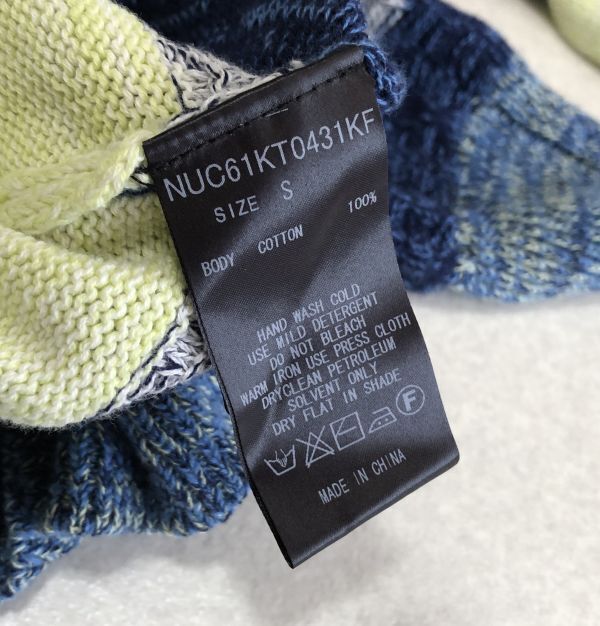 NUC61KT0431KF
SIZE S
BODY COTTON 100%
HAND WASH COLD
USE MILD DETERGENT
DO NOT BLEACH
WARM IRON USE PRESS CLOTH
DRYCLEAN PETROLEUM
SOLVENT ONLY
DRY FLAT IN SHADE
F
MADE IN CHINA